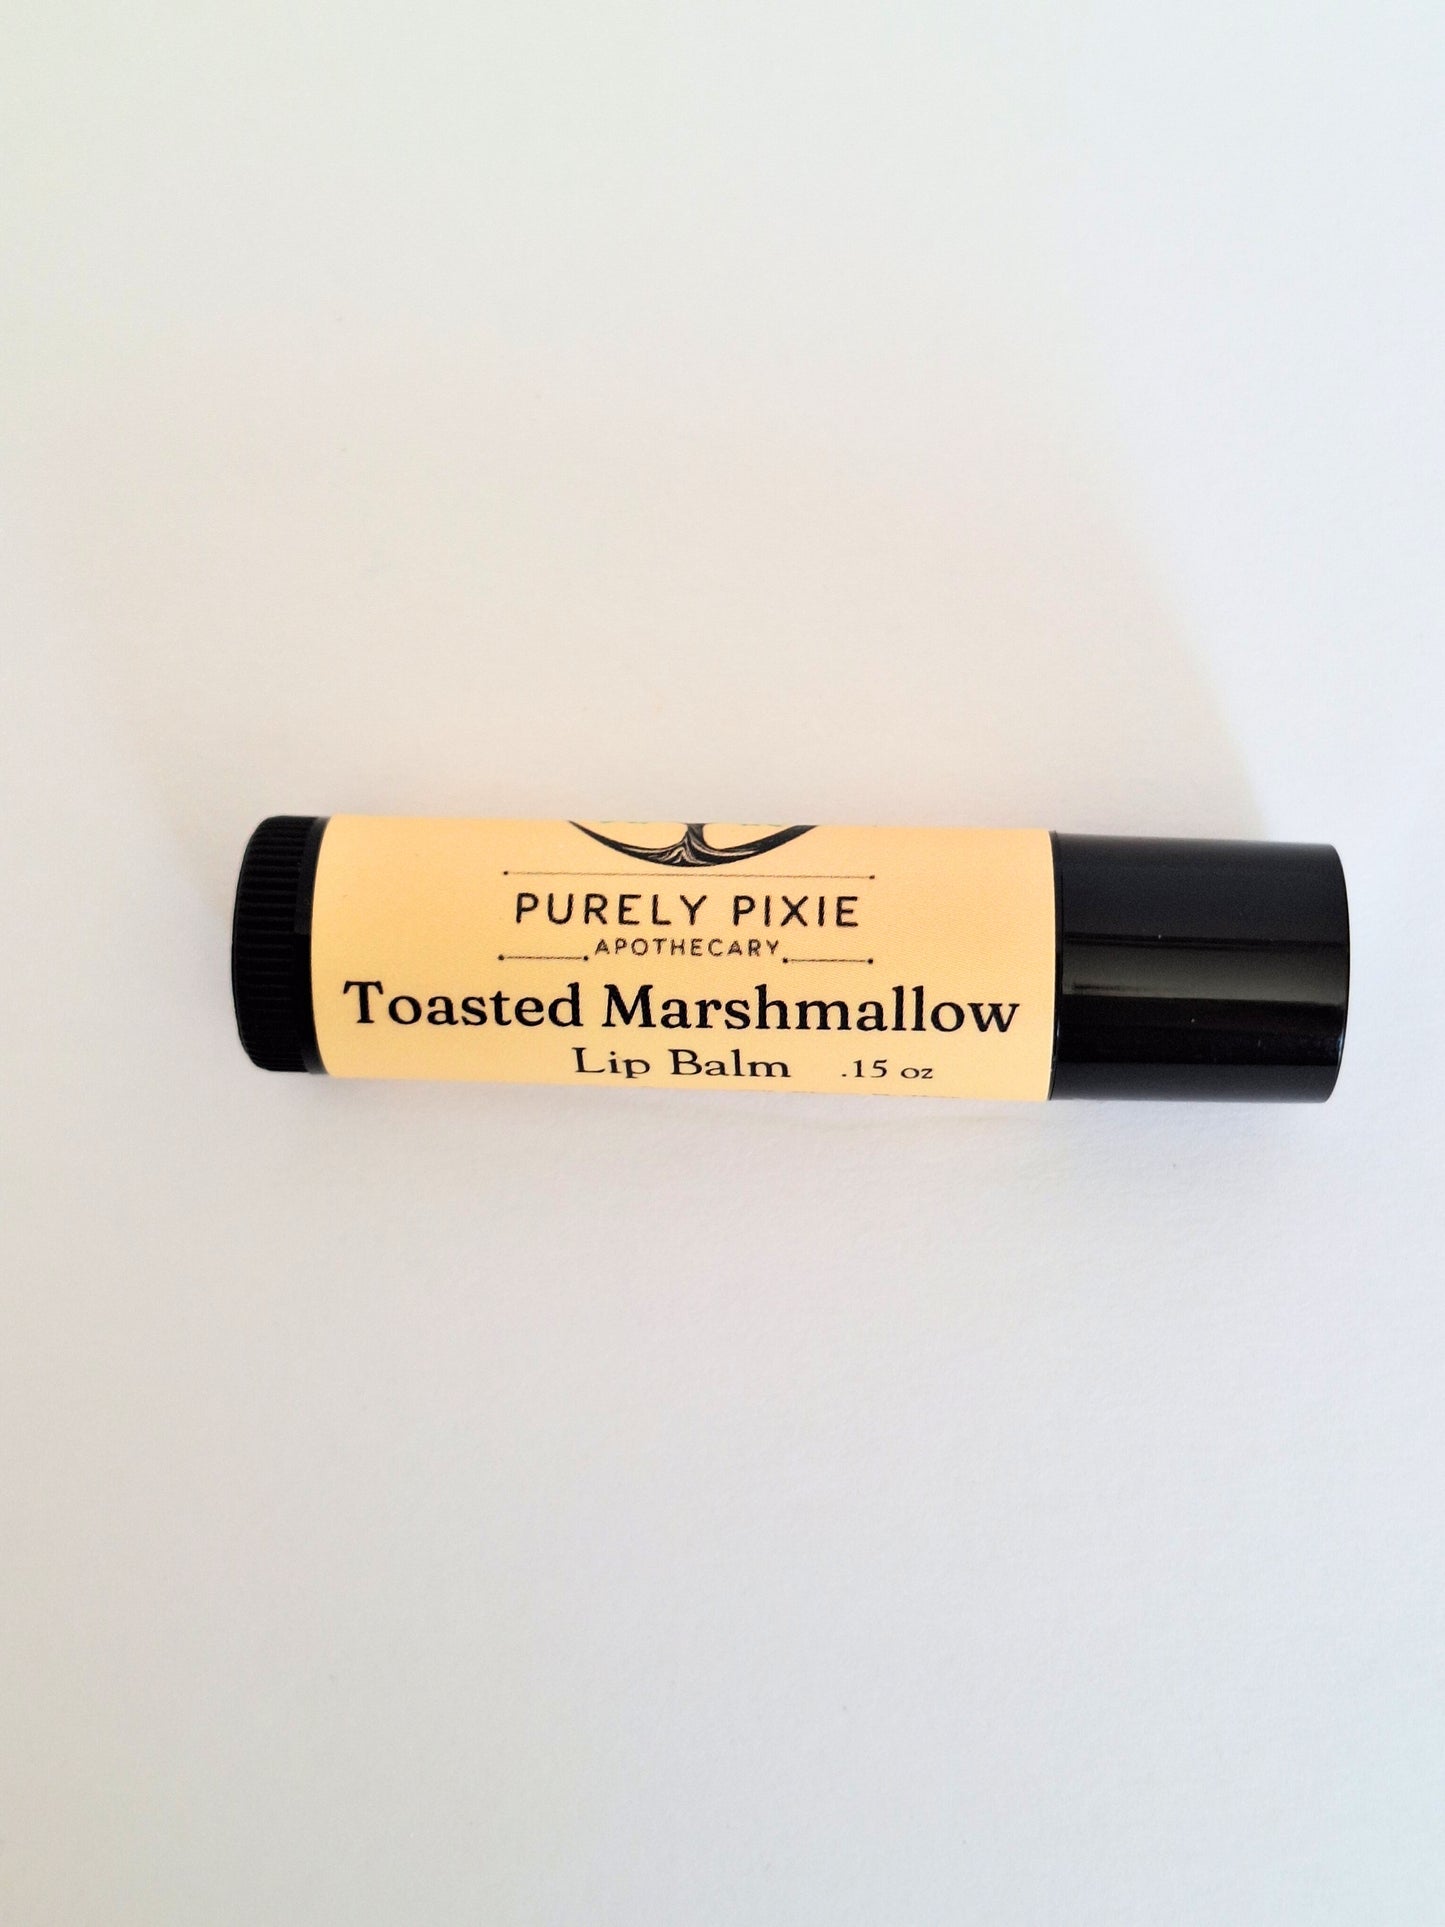 PURELY PIXIE
APOTHECARY
Toasted Marshmallow
Lip Balm .15 oz